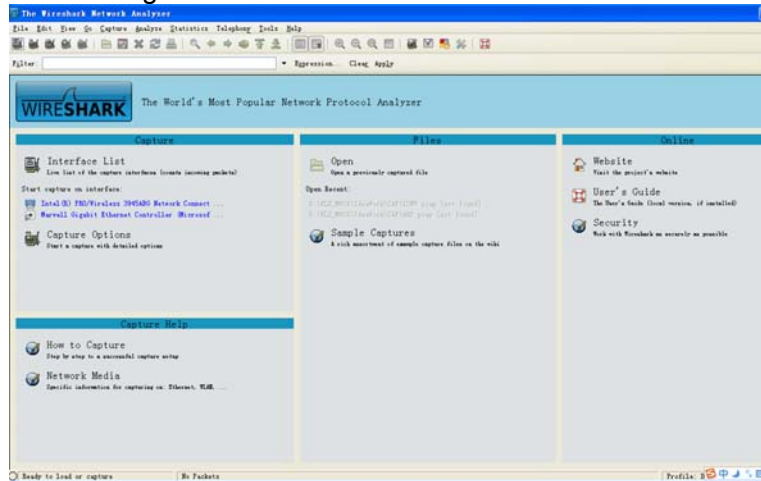 The Wireshark Network Analyzer
File Edit View Go Capture Analyze Statistics Telephony Tools Help
Filter: Expression... Clear Apply
WIRESHARK The World's Most Popular Network Protocol Analyzer
Capture
Interface List
Live list of the capture interfaces (counts incoming packets)
Start capture on interface:
Intel(R) PRO/Wireless 3945ABG Network Connect ...
Marvell Gigabit Ethernet Controller (Microsof ...
Capture Options
Start a capture with detailed options
Capture Help
How to Capture
Step by step to a successful capture setup
Network Media
Specific information for capturing on: Ethernet, WLAN, ...
Files
Open
Open a previously captured file
Open Recent:
Sample Captures
A rich assortment of example capture files on the wiki
Online
Website
Visit the project's website
User's Guide
The User's Guide (local version, if installed)
Security
Work with Wireshark as securely as possible
Ready to load or capture No Packets Profile: D
中